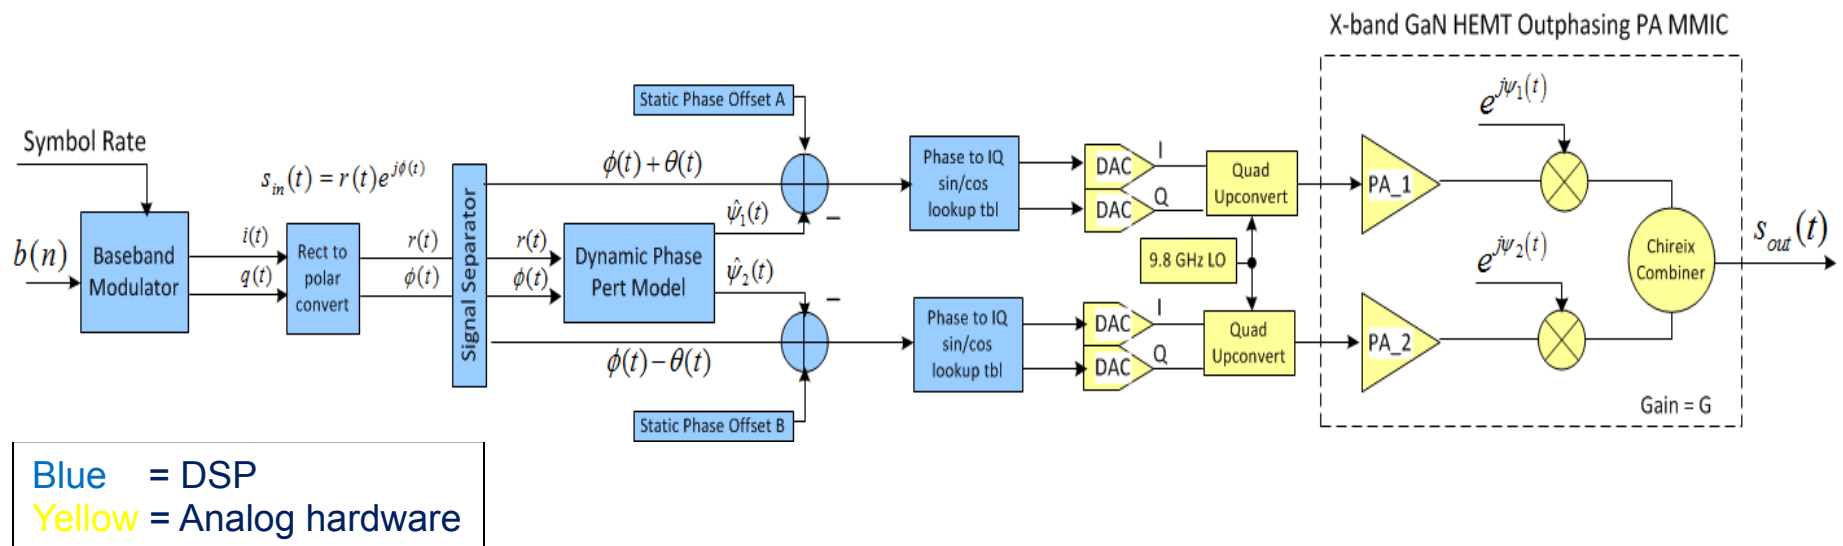 X-band GaN HEMT Outphasing PA MMIC
Static Phase Offset A
Symbol Rate
s_in(t) = r(t)e^{jϕ(t)}
b(n)
Baseband
Modulator
i(t)
q(t)
Rect to
polar
convert
r(t)
ϕ(t)
Signal Separator
ϕ(t)+θ(t)
r(t)
ϕ(t)
Dynamic Phase
Pert Model
ψ̂₁(t)
ψ̂₂(t)
−
−
ϕ(t)−θ(t)
Static Phase Offset B
Phase to IQ
sin/cos
lookup tbl
DAC
I
DAC
Q
Quad
Upconvert
9.8 GHz LO
Phase to IQ
sin/cos
lookup tbl
DAC
I
DAC
Q
Quad
Upconvert
PA_1
e^{jψ₁(t)}
PA_2
e^{jψ₂(t)}
Chireix
Combiner
s_out(t)
Gain = G
Blue = DSP
Yellow = Analog hardware